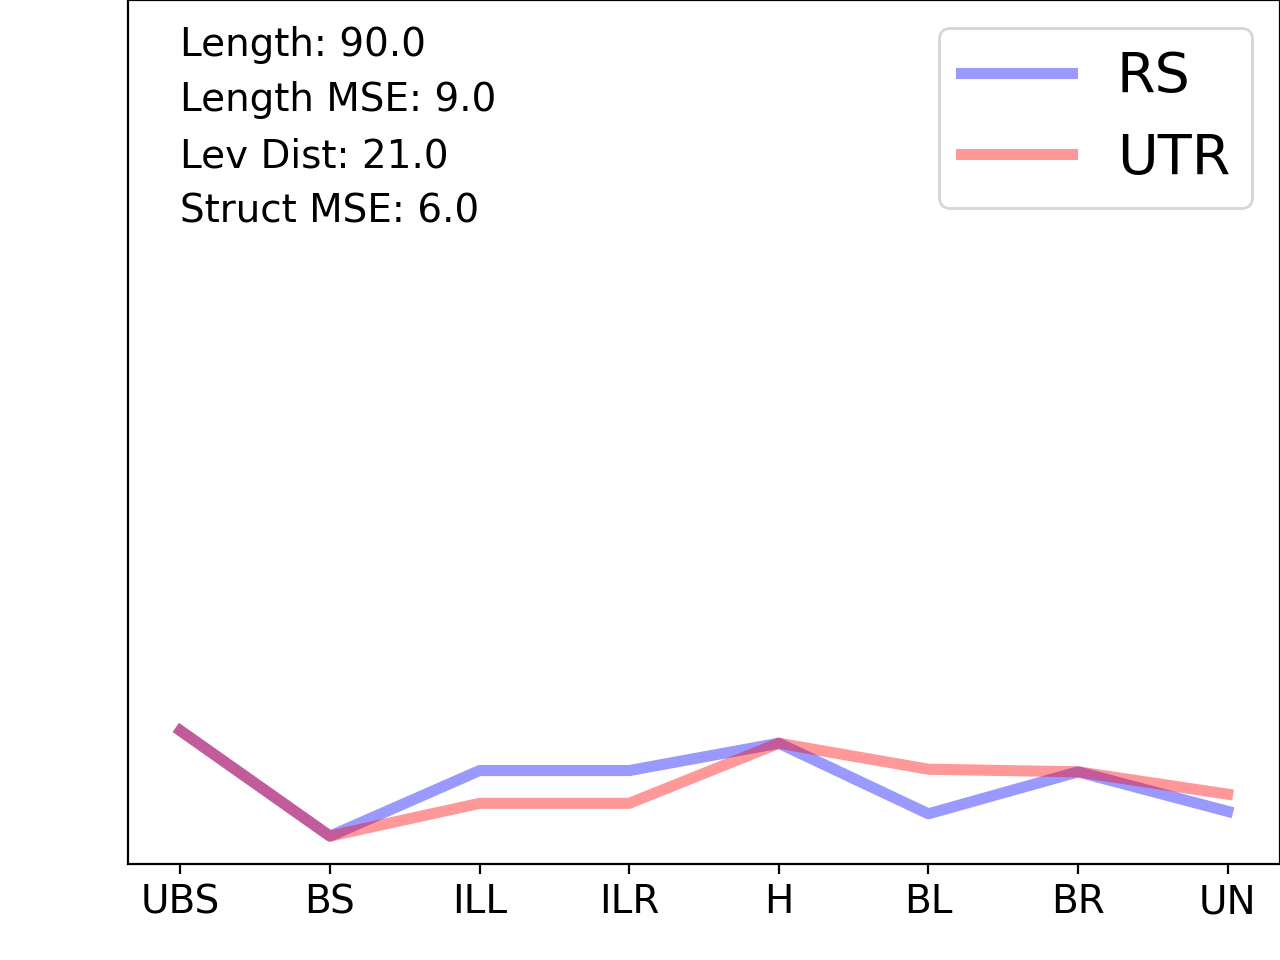 Length: 90.0
Length MSE: 9.0
Lev Dist: 21.0
Struct MSE: 6.0
RS
UTR
UBS BS ILL ILR H BL BR UN